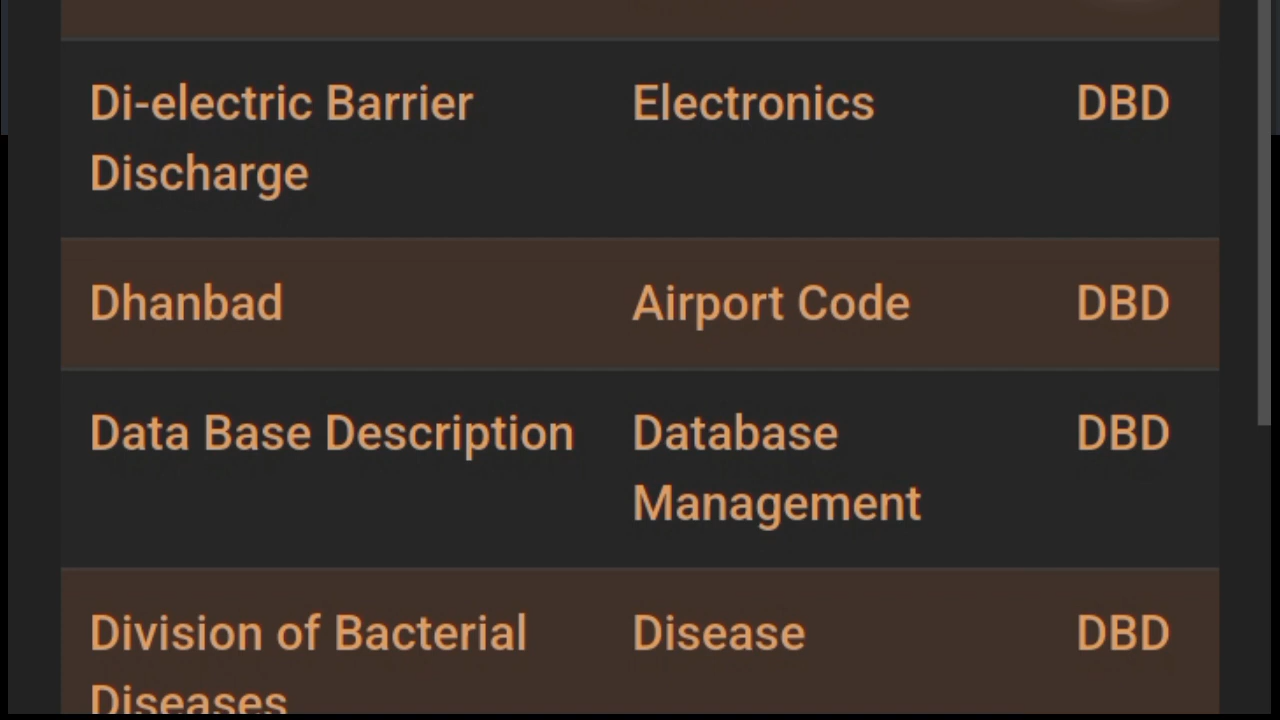 Di-electric Barrier Electronics DBD
Discharge
Dhanbad Airport Code DBD
Data Base Description Database DBD
Management
Division of Bacterial Disease DBD
Diseases